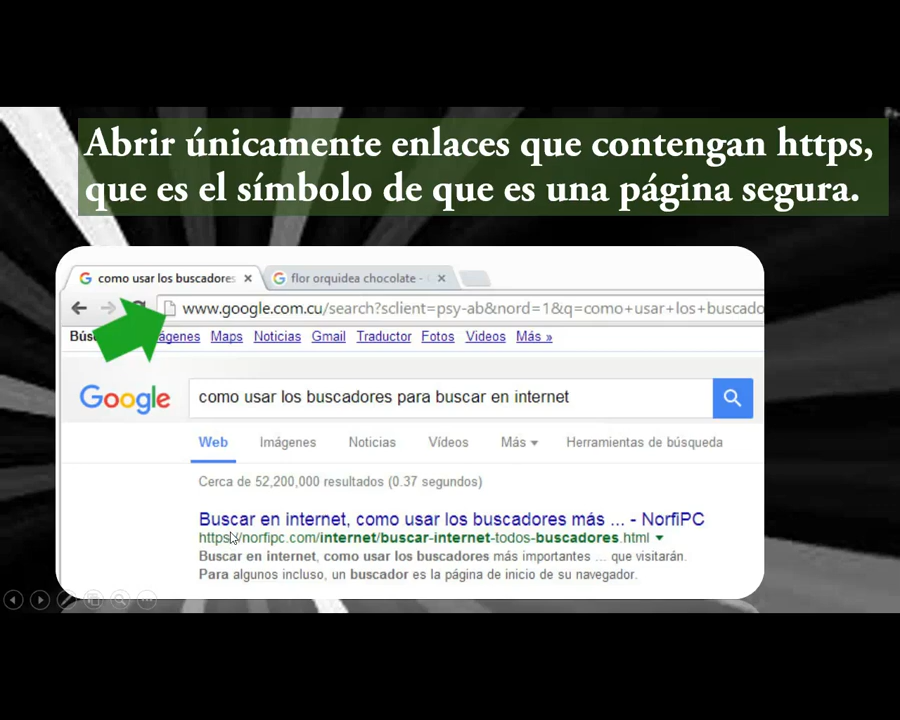 Abrir únicamente enlaces que contengan https,
que es el símbolo de que es una página segura.
como usar los buscadores
flor orquidea chocolate -
www.google.com.cu/search?sclient=psy-ab&nord=1&q=como+usar+los+buscado
Maps Noticias Gmail Traductor Fotos Videos Más »
Google
como usar los buscadores para buscar en internet
Web Imágenes Noticias Vídeos Más Herramientas de búsqueda
Cerca de 52,200,000 resultados (0.37 segundos)
Buscar en internet, como usar los buscadores más ... - NorfiPC
https://norfipc.com/internet/buscar-internet-todos-buscadores.html
Buscar en internet, como usar los buscadores más importantes ... que visitarán.
Para algunos incluso, un buscador es la página de inicio de su navegador.